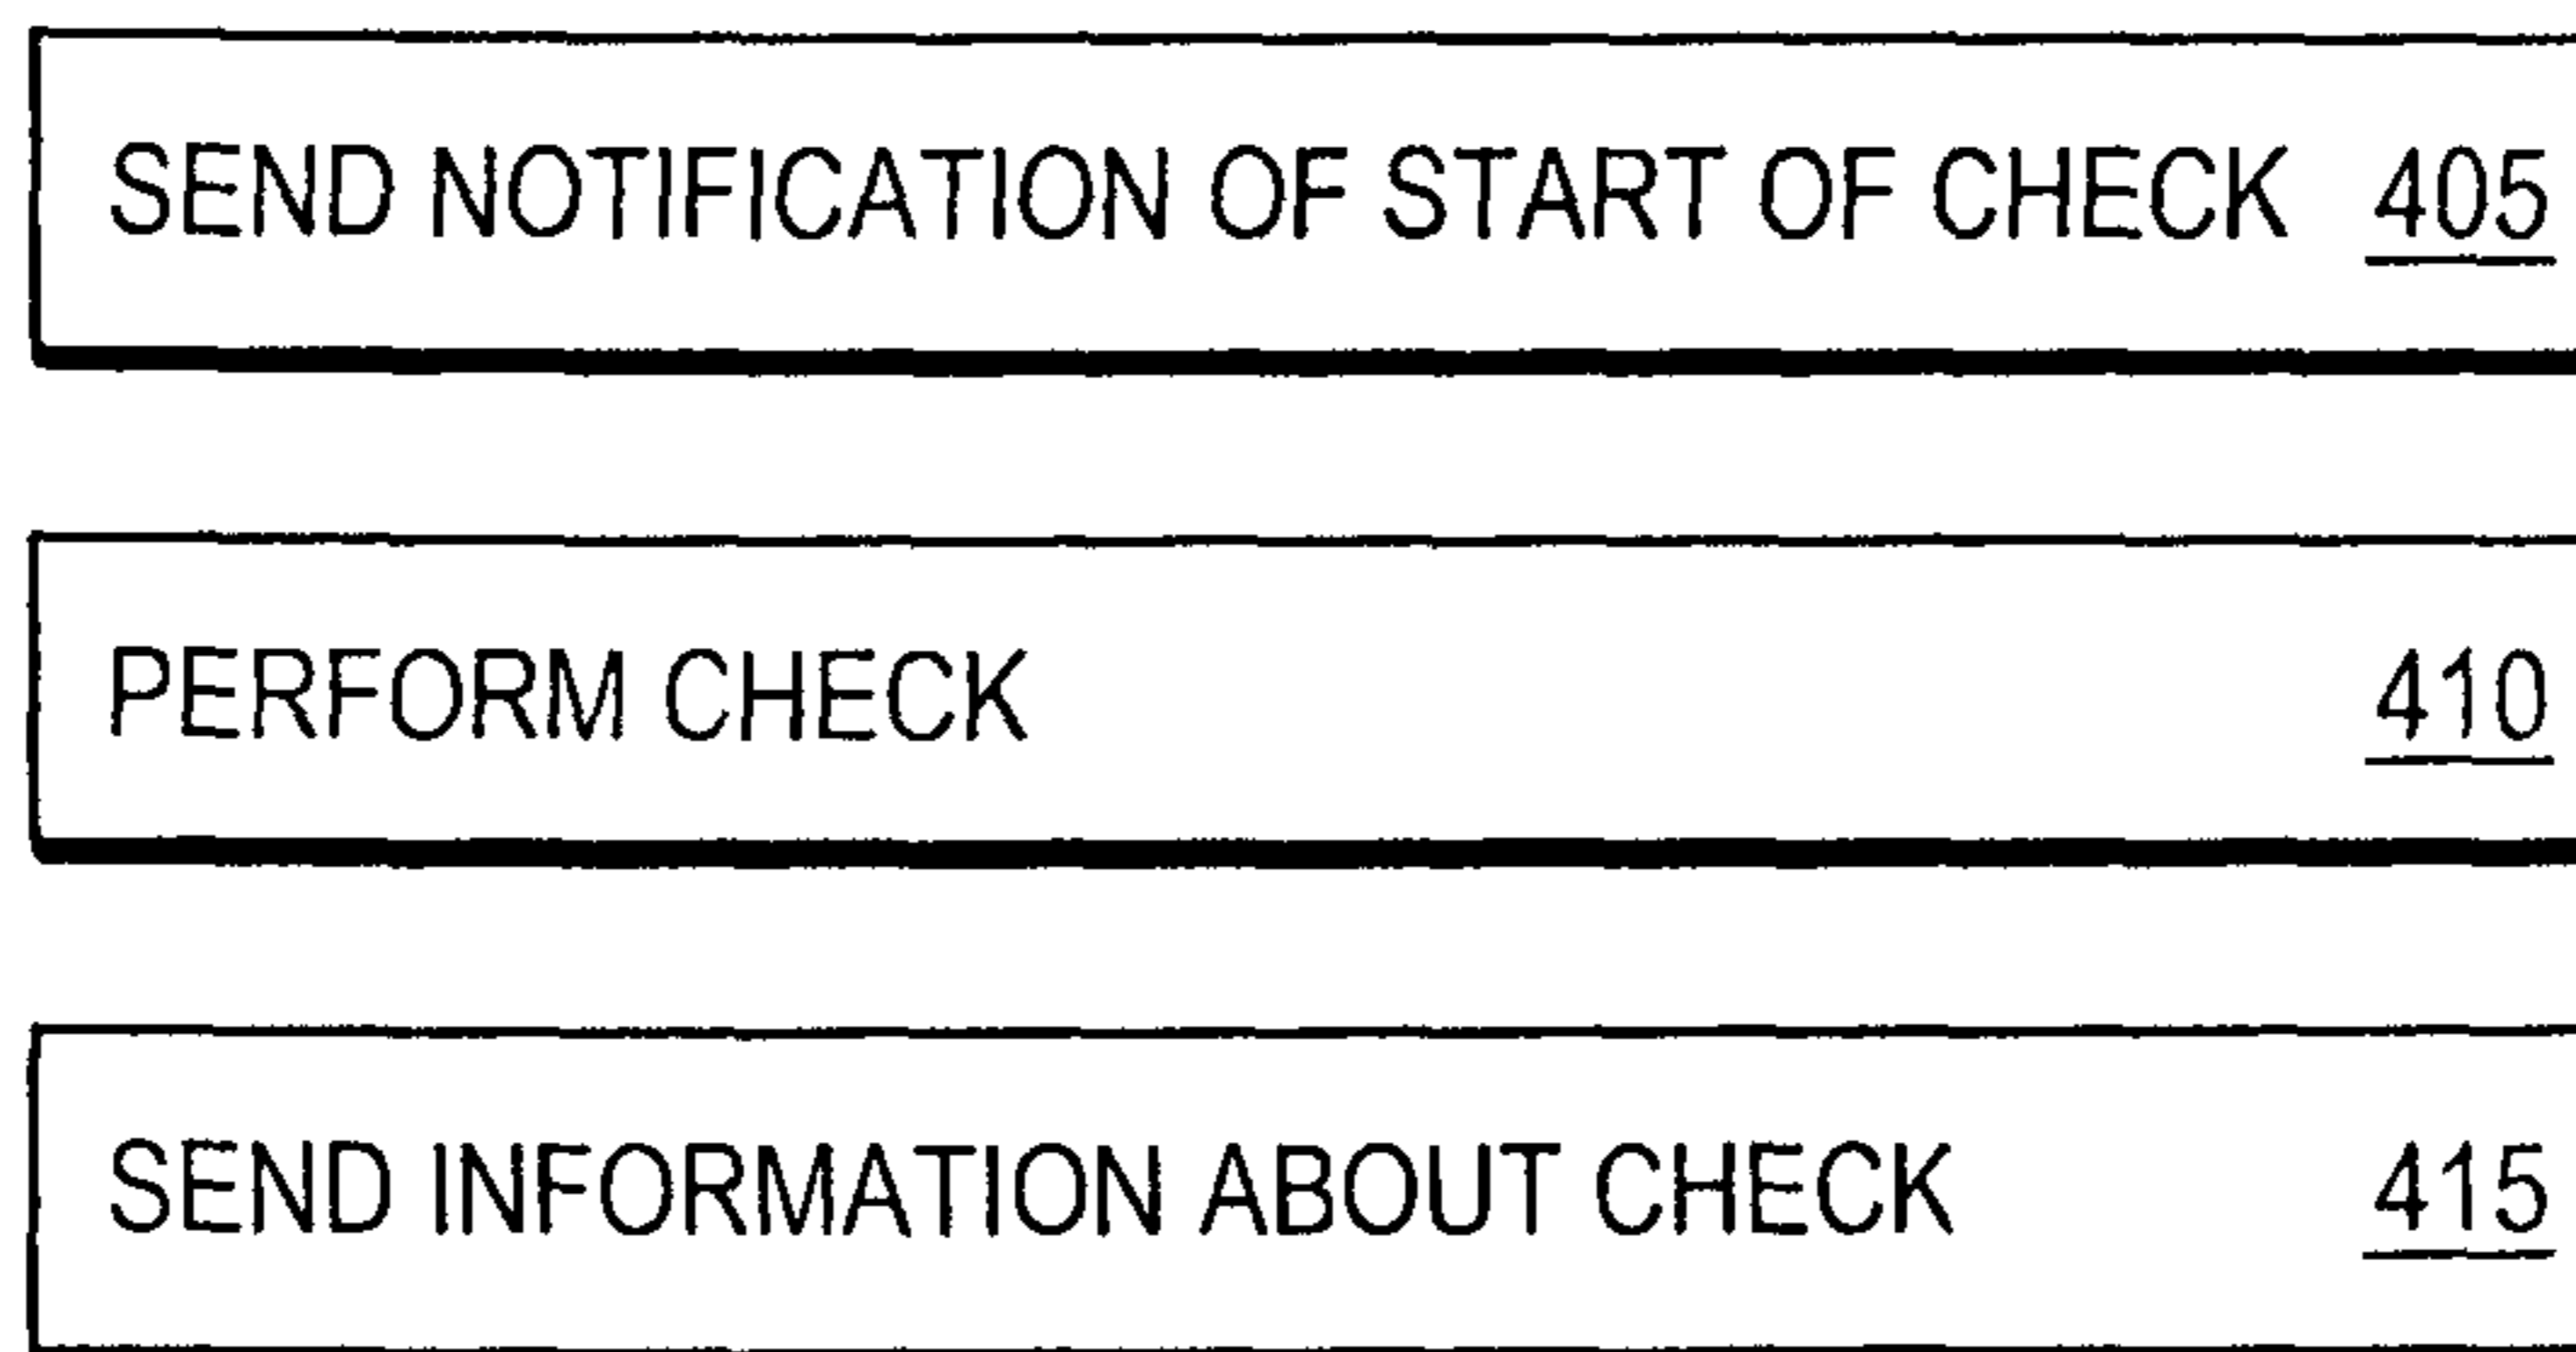 SEND NOTIFICATION OF START OF CHECK 405
PERFORM CHECK 410
SEND INFORMATION ABOUT CHECK 415